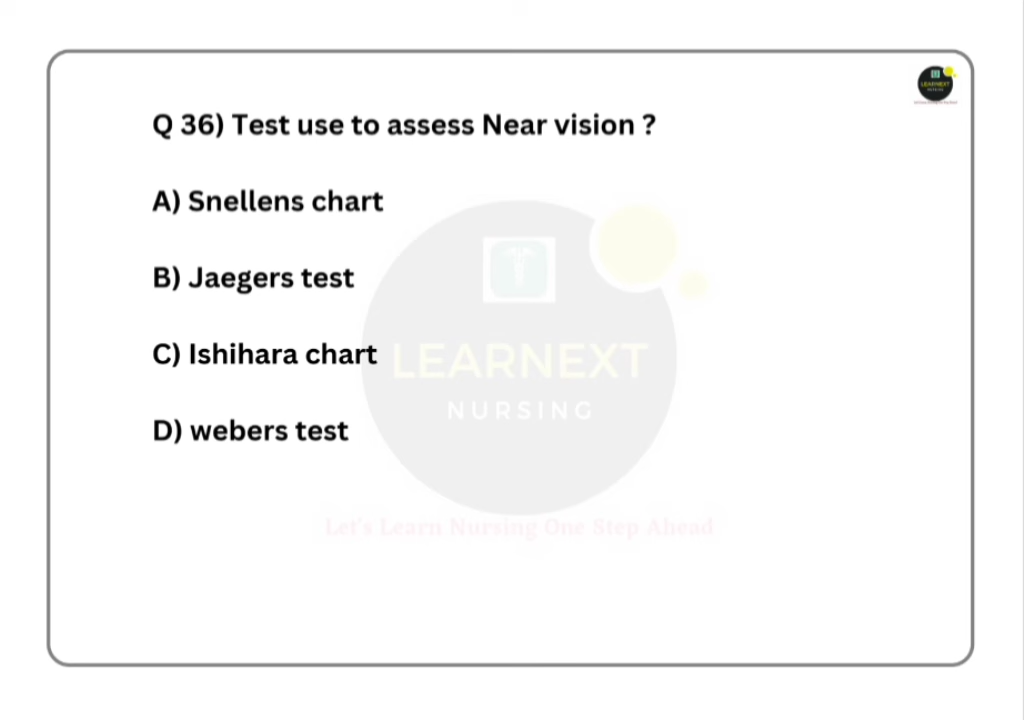 Q 36) Test use to assess Near vision ?
A) Snellens chart
B) Jaegers test
C) Ishihara chart
D) webers test
LEARNEXT
NURSING
Let's Learn Nursing One Step Ahead
LEARNEXT